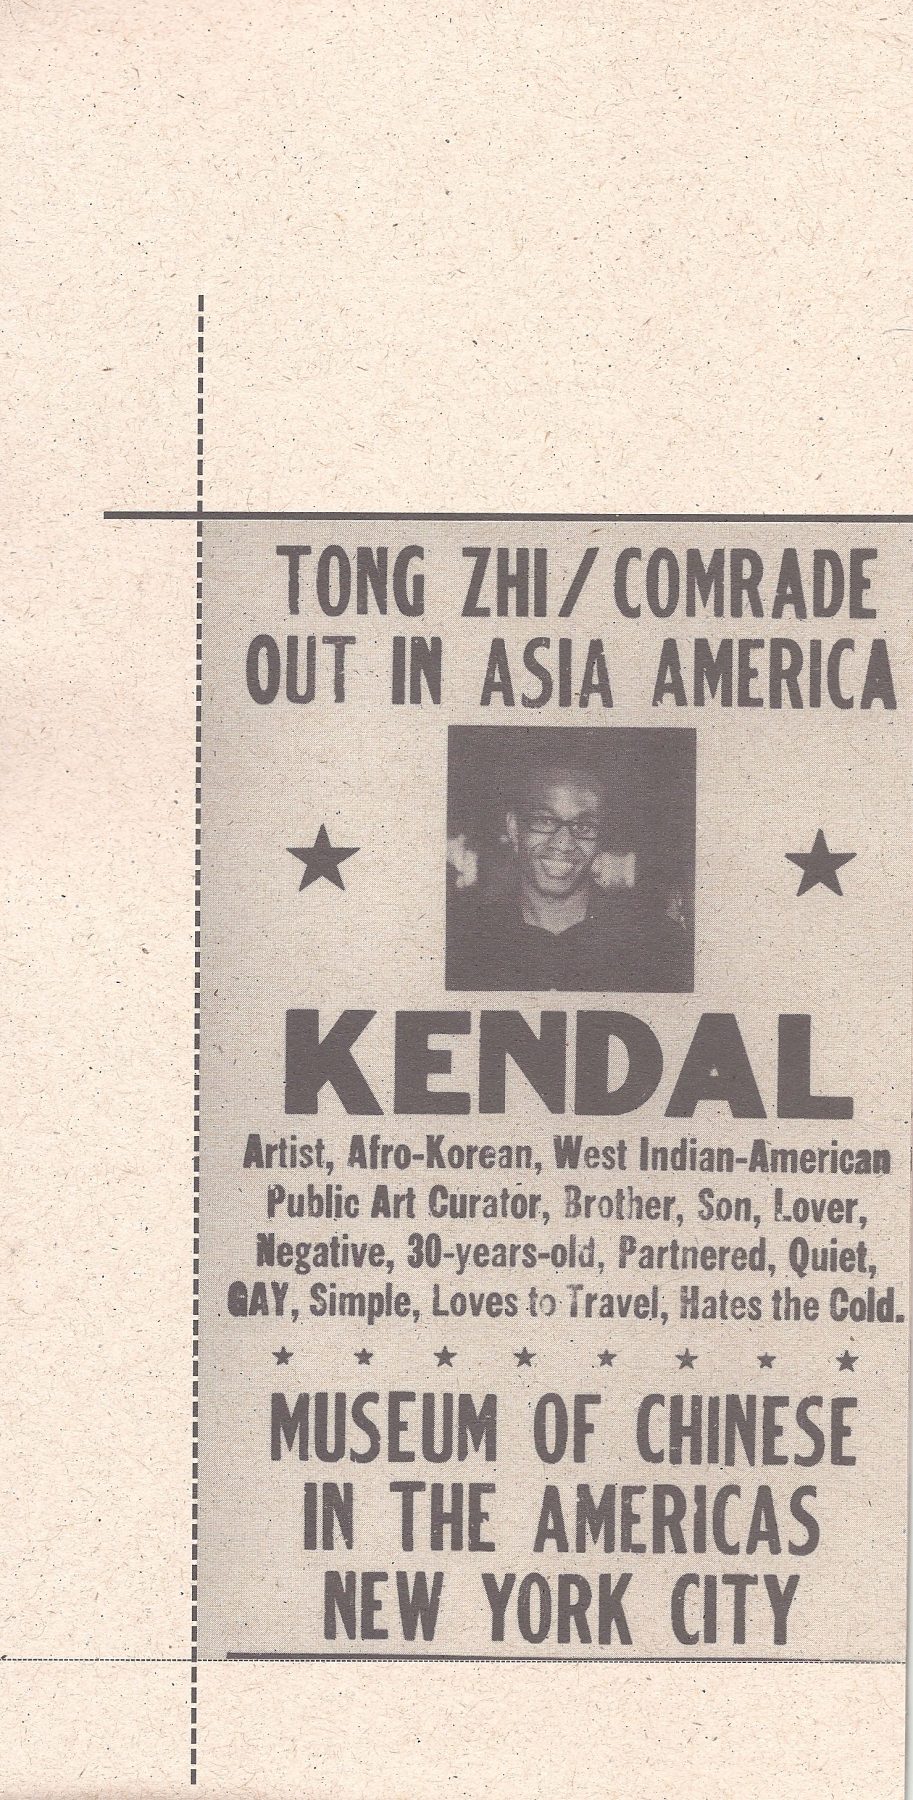 TONG ZHI/COMRADE
OUT IN ASIA AMERICA
KENDAL
Artist, Afro-Korean, West Indian-American
Public Art Curator, Brother, Son, Lover,
Negative, 30-years-old, Partnered, Quiet,
GAY, Simple, Loves to Travel, Hates the Cold.
MUSEUM OF CHINESE
IN THE AMERICAS
NEW YORK CITY